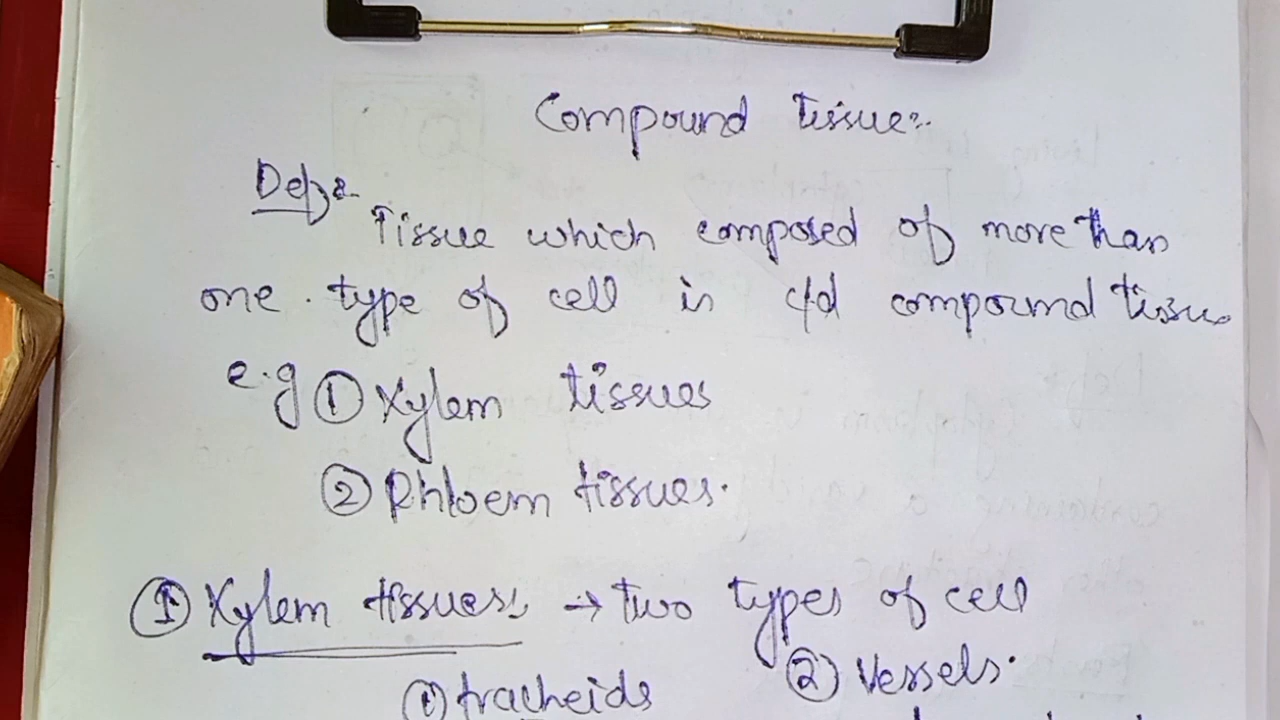 Compound tissue:
Def:-
Tissue which composed of more than
one type of cell is c/d compound tissue
e.g ① Xylem tissues
② Phloem tissues.
① Xylem tissues: → two types of cell
① tracheids ② Vessels.